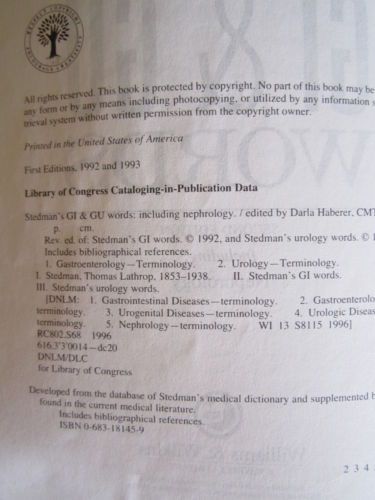 RESPECT COPYRIGHT
ENCOURAGE CREATIVITY
All rights reserved. This book is protected by copyright. No part of this book may be
any form or by any means including photocopying, or utilized by any information s
trieval system without written permission from the copyright owner.
Printed in the United States of America
First Editions, 1992 and 1993
Library of Congress Cataloging-in-Publication Data
Stedman's GI & GU words: including nephrology. / edited by Darla Haberer, CMT
p. cm.
Rev. ed. of: Stedman's GI words. © 1992, and Stedman's urology words. © 1
Includes bibliographical references.
1. Gastroenterology—Terminology. 2. Urology—Terminology.
I. Stedman, Thomas Lathrop, 1853–1938. II. Stedman's GI words.
III. Stedman's urology words.
[DNLM: 1. Gastrointestinal Diseases—terminology. 2. Gastroenterolo
terminology. 3. Urogenital Diseases—terminology. 4. Urologic Diseas
terminology. 5. Nephrology—terminology. WI 13 S8115 1996]
RC802.S68 1996
616.3'3'0014—dc20
DNLM/DLC
for Library of Congress
Developed from the database of Stedman's medical dictionary and supplemented b
found in the current medical literature.
Includes bibliographical references.
ISBN 0-683-18145-9
2 3 4